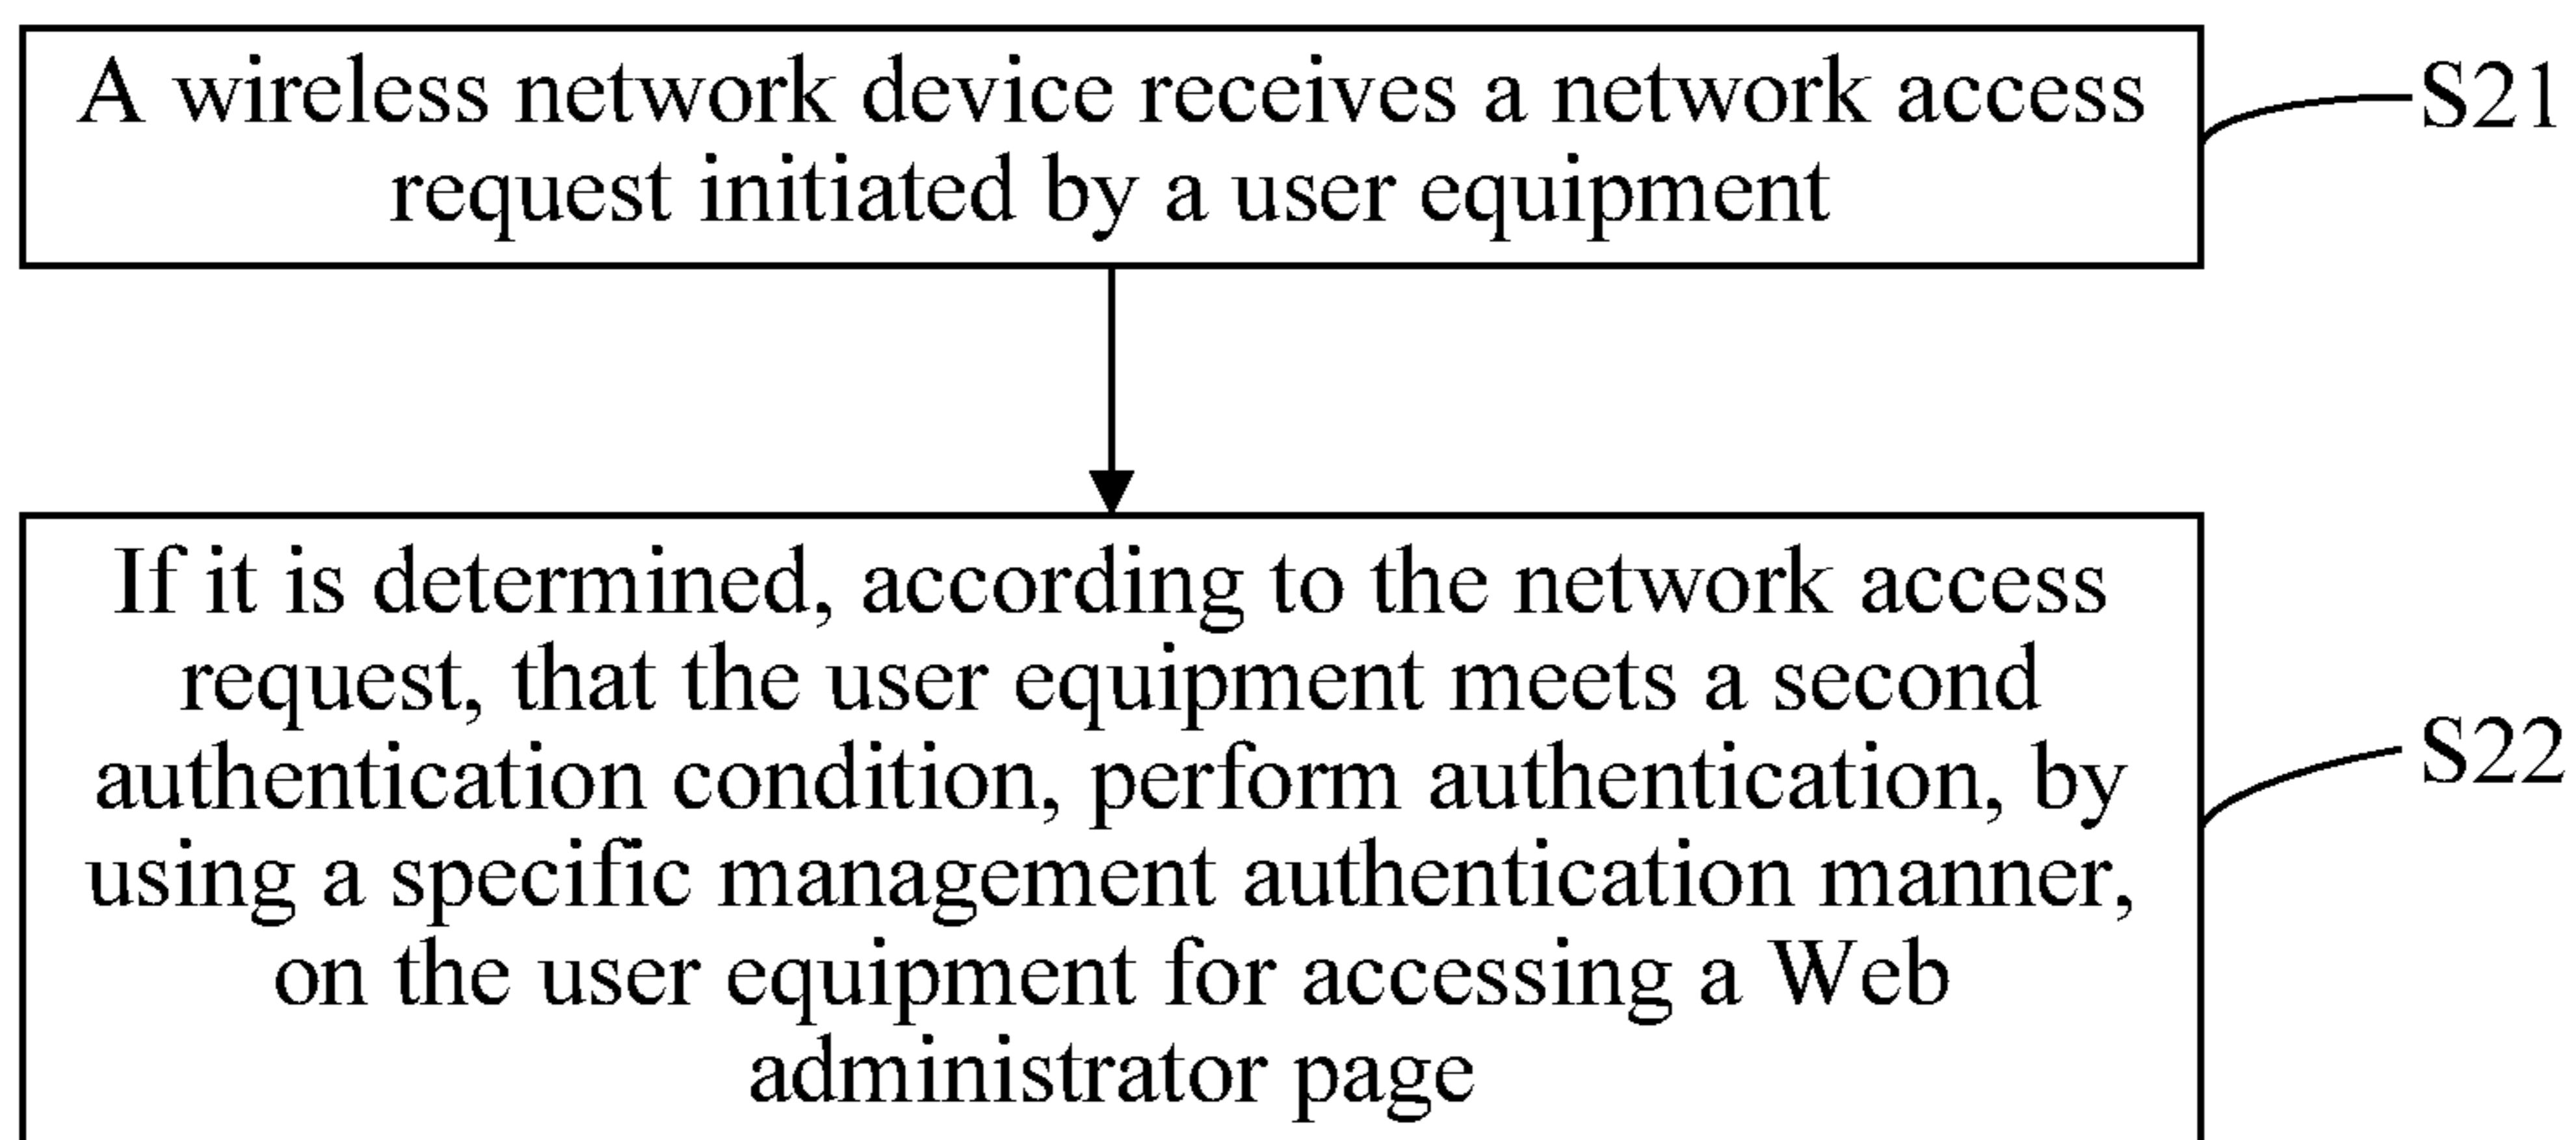 A wireless network device receives a network access
request initiated by a user equipment
S21
If it is determined, according to the network access
request, that the user equipment meets a second
authentication condition, perform authentication, by
using a specific management authentication manner,
on the user equipment for accessing a Web
administrator page
S22